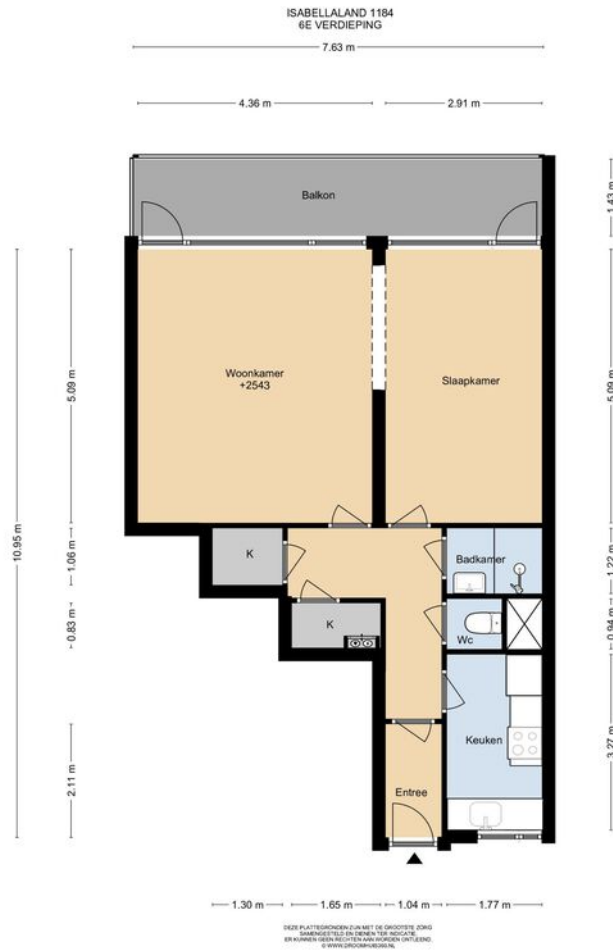 ISABELLALAND 1184
6E VERDIEPING
7.63 m
4.36 m
2.91 m
Balkon
1.43 m
Woonkamer
+2543
Slaapkamer
5.09 m
5.09 m
10.95 m
K
Badkamer
1.06 m
1.22 m
K
Wc
0.83 m
0.94 m
Keuken
3.27 m
2.11 m
Entree
1.30 m
1.65 m
1.04 m
1.77 m
DEZE PLATTEGRONDEN ZIJN MET DE GROOTSTE ZORG
SAMENGESTELD EN DIENEN TER INDICATIE.
ER KUNNEN GEEN RECHTEN AAN WORDEN ONTLEEND.